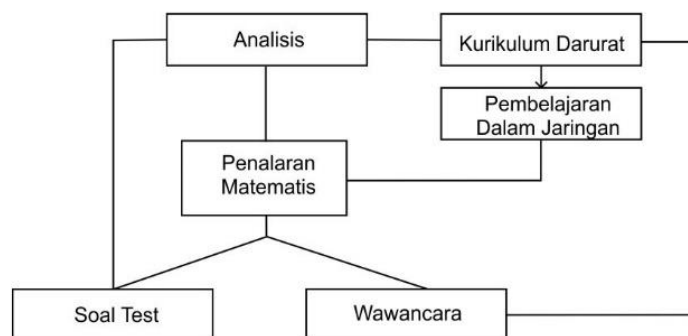 Analisis
Kurikulum Darurat
Pembelajaran
Dalam Jaringan
Penalaran
Matematis
Soal Test
Wawancara